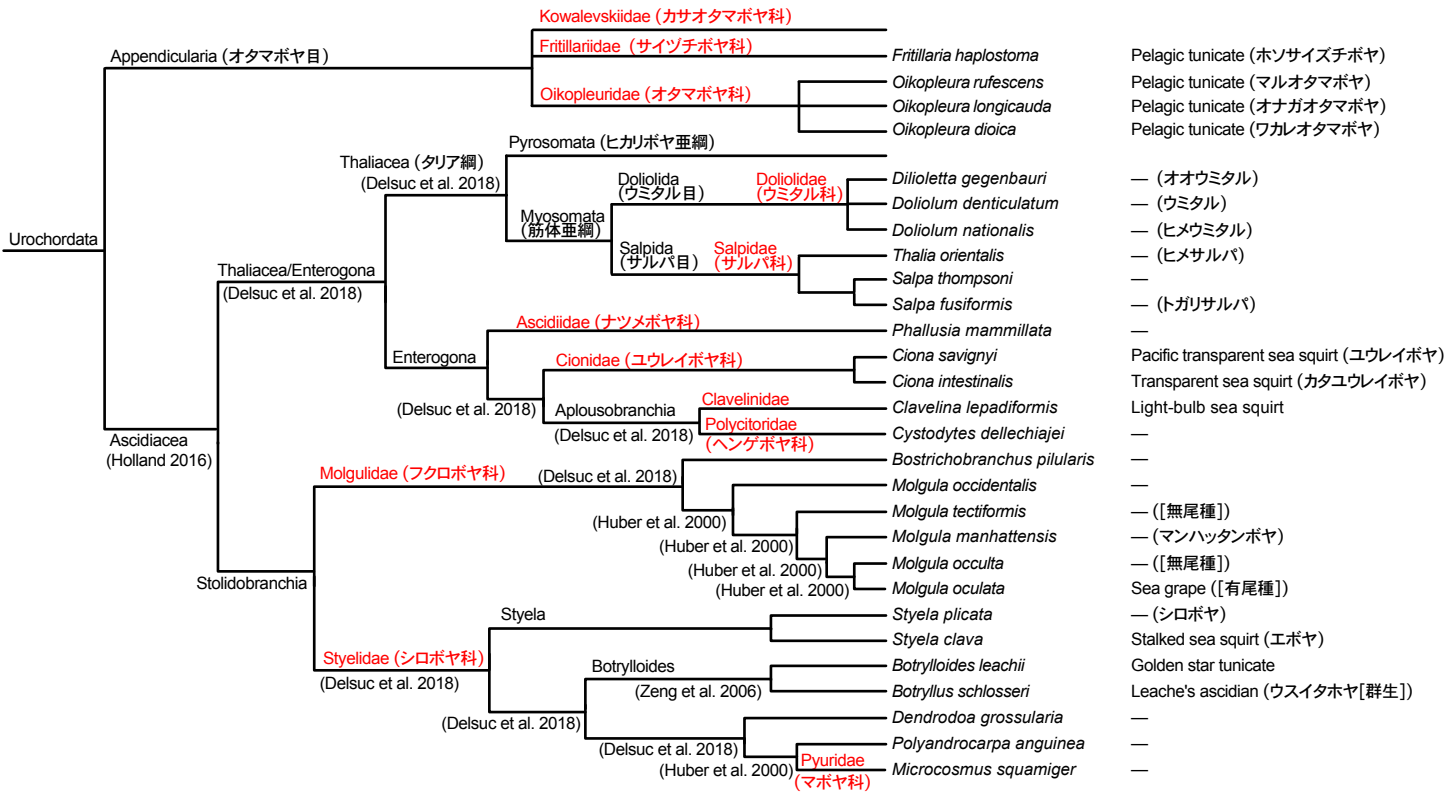 Kowalevskiidae (カサオタマボヤ科)
Appendicularia (オタマボヤ目)
Fritillariidae (サイヅチボヤ科)
Fritillaria haplostoma Pelagic tunicate (ホソサイズチボヤ)
Oikopleura rufescens Pelagic tunicate (マルオタマボヤ)
Oikopleuridae (オタマボヤ科)
Oikopleura longicauda Pelagic tunicate (オナガオタマボヤ)
Oikopleura dioica Pelagic tunicate (ワカレオタマボヤ)
Pyrosomata (ヒカリボヤ亜綱)
Thaliacea (タリア綱)
(Delsuc et al. 2018)
Doliolida
(ウミタル目)
Doliolidae
(ウミタル科)
Dilioletta gegenbauri — (オオウミタル)
Doliolum denticulatum — (ウミタル)
Doliolum nationalis — (ヒメウミタル)
Myosomata
(筋体亜綱)
Urochordata
Salpida
(サルパ目)
Salpidae
(サルパ科)
Thalia orientalis — (ヒメサルパ)
Salpa thompsoni —
Salpa fusiformis — (トガリサルパ)
Thaliacea/Enterogona
(Delsuc et al. 2018)
Ascidiidae (ナツメボヤ科)
Phallusia mammillata —
Enterogona
Cionidae (ユウレイボヤ科)
Ciona savignyi Pacific transparent sea squirt (ユウレイボヤ)
Ciona intestinalis Transparent sea squirt (カタユウレイボヤ)
(Delsuc et al. 2018)
Aplousobranchia
(Delsuc et al. 2018)
Clavelinidae
Clavelina lepadiformis Light-bulb sea squirt
Polycitoridae
(ヘンゲボヤ科)
Cystodytes dellechiajei —
Ascidiacea
(Holland 2016)
Molgulidae (フクロボヤ科)
(Delsuc et al. 2018)
Bostrichobranchus pilularis —
Molgula occidentalis —
(Huber et al. 2000)
Molgula tectiformis — ([無尾種])
(Huber et al. 2000)
Molgula manhattensis — (マンハッタンボヤ)
(Huber et al. 2000)
Molgula occulta — ([無尾種])
(Huber et al. 2000)
Molgula oculata Sea grape ([有尾種])
Stolidobranchia
Styela
Styela plicata — (シロボヤ)
Styela clava Stalked sea squirt (エボヤ)
Styelidae (シロボヤ科)
(Delsuc et al. 2018)
Botrylloides
(Zeng et al. 2006)
Botrylloides leachii Golden star tunicate
Botryllus schlosseri Leache's ascidian (ウスイタホヤ[群生])
(Delsuc et al. 2018)
Dendrodoa grossularia —
(Delsuc et al. 2018)
Polyandrocarpa anguinea —
(Huber et al. 2000)
Pyuridae
(マボヤ科)
Microcosmus squamiger —